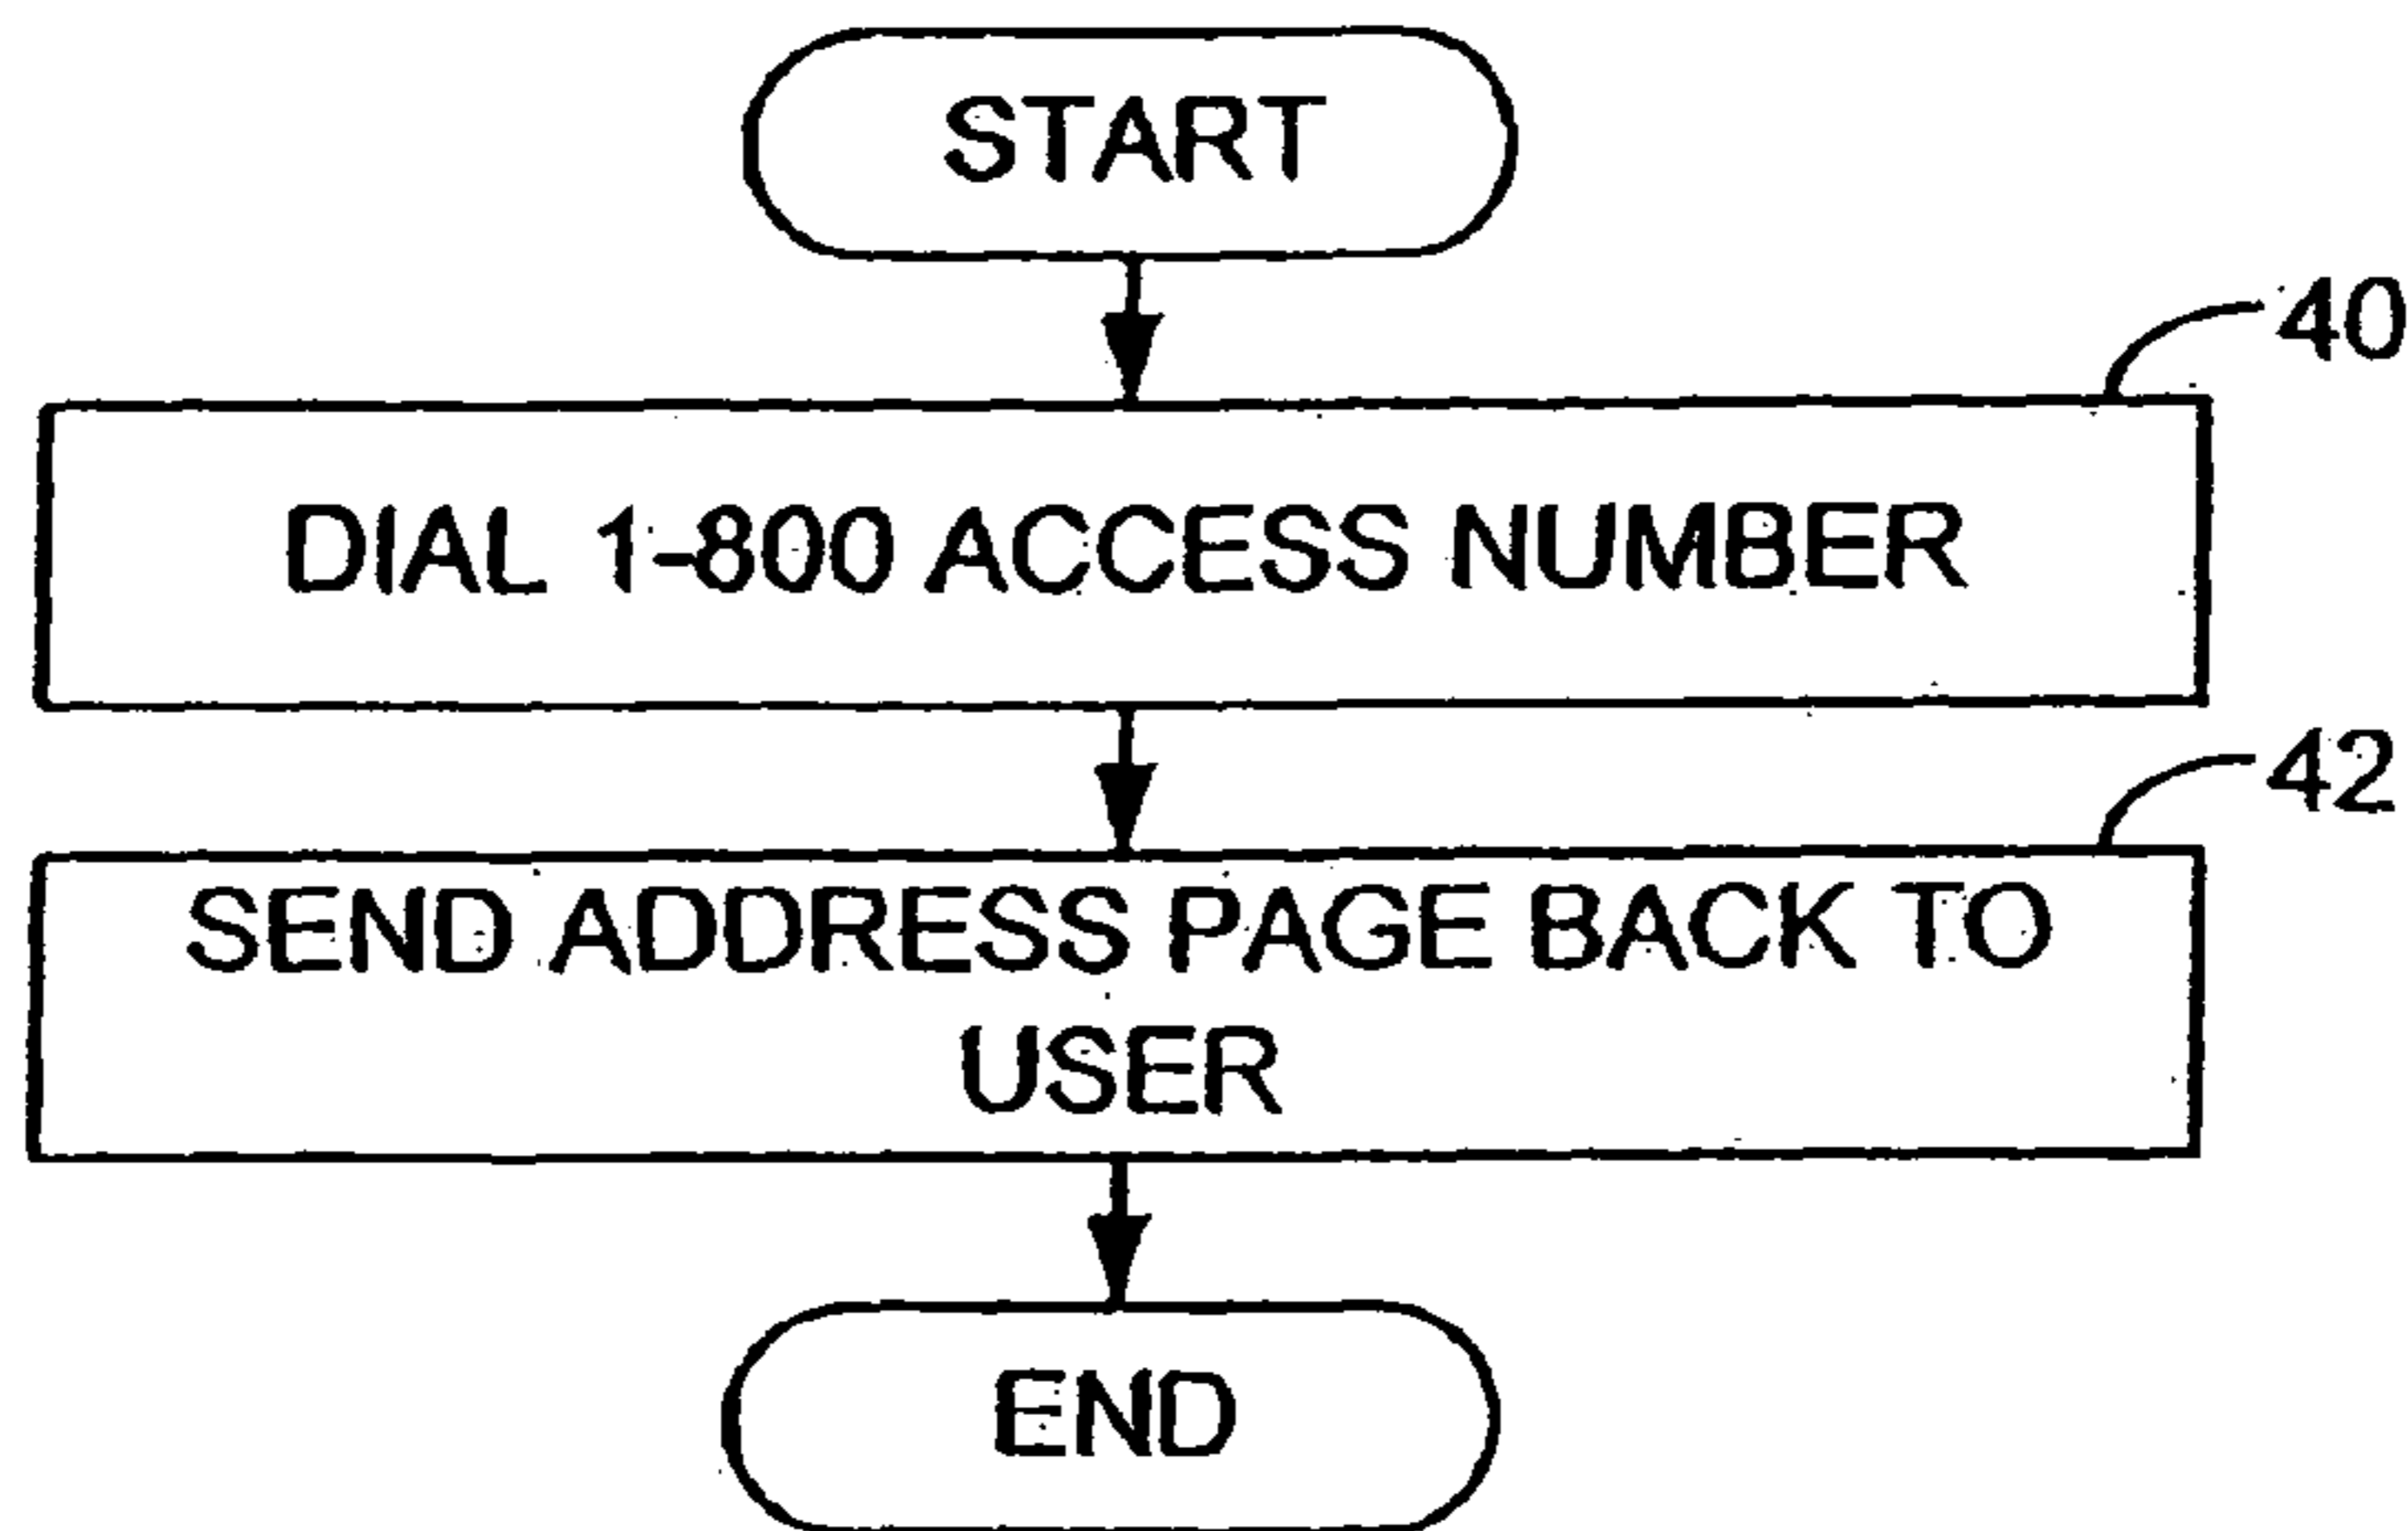 START
40
DIAL 1-800 ACCESS NUMBER
42
SEND ADDRESS PAGE BACK TO
USER
END